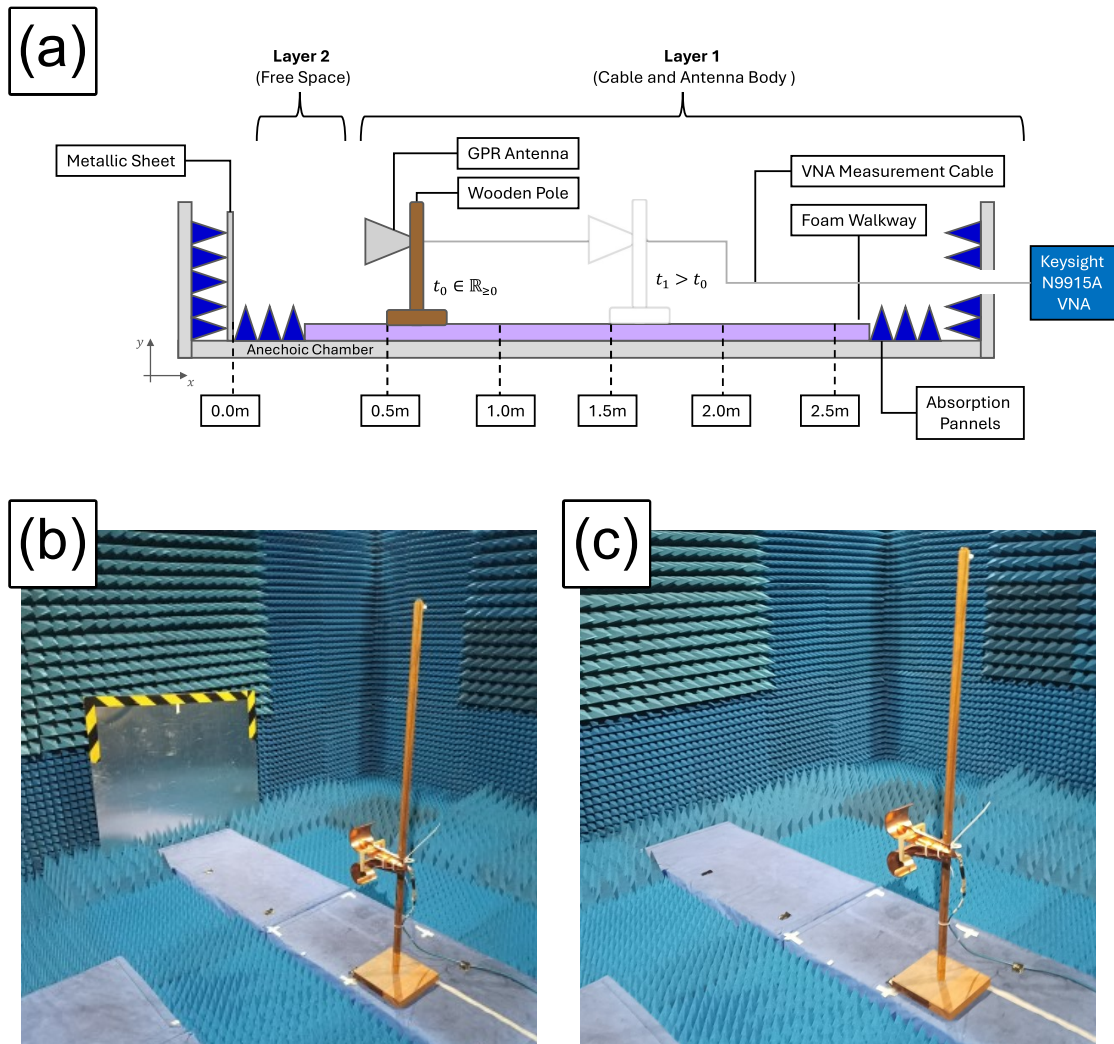 (a)
Layer 2
(Free Space)
Layer 1
(Cable and Antenna Body )
Metallic Sheet
GPR Antenna
Wooden Pole
VNA Measurement Cable
Foam Walkway
Keysight
N9915A
VNA
t₀ ∈ ℝ≥0
t₁ > t₀
Anechoic Chamber
y
x
0.0m
0.5m
1.0m
1.5m
2.0m
2.5m
Absorption
Pannels
(b)
(c)